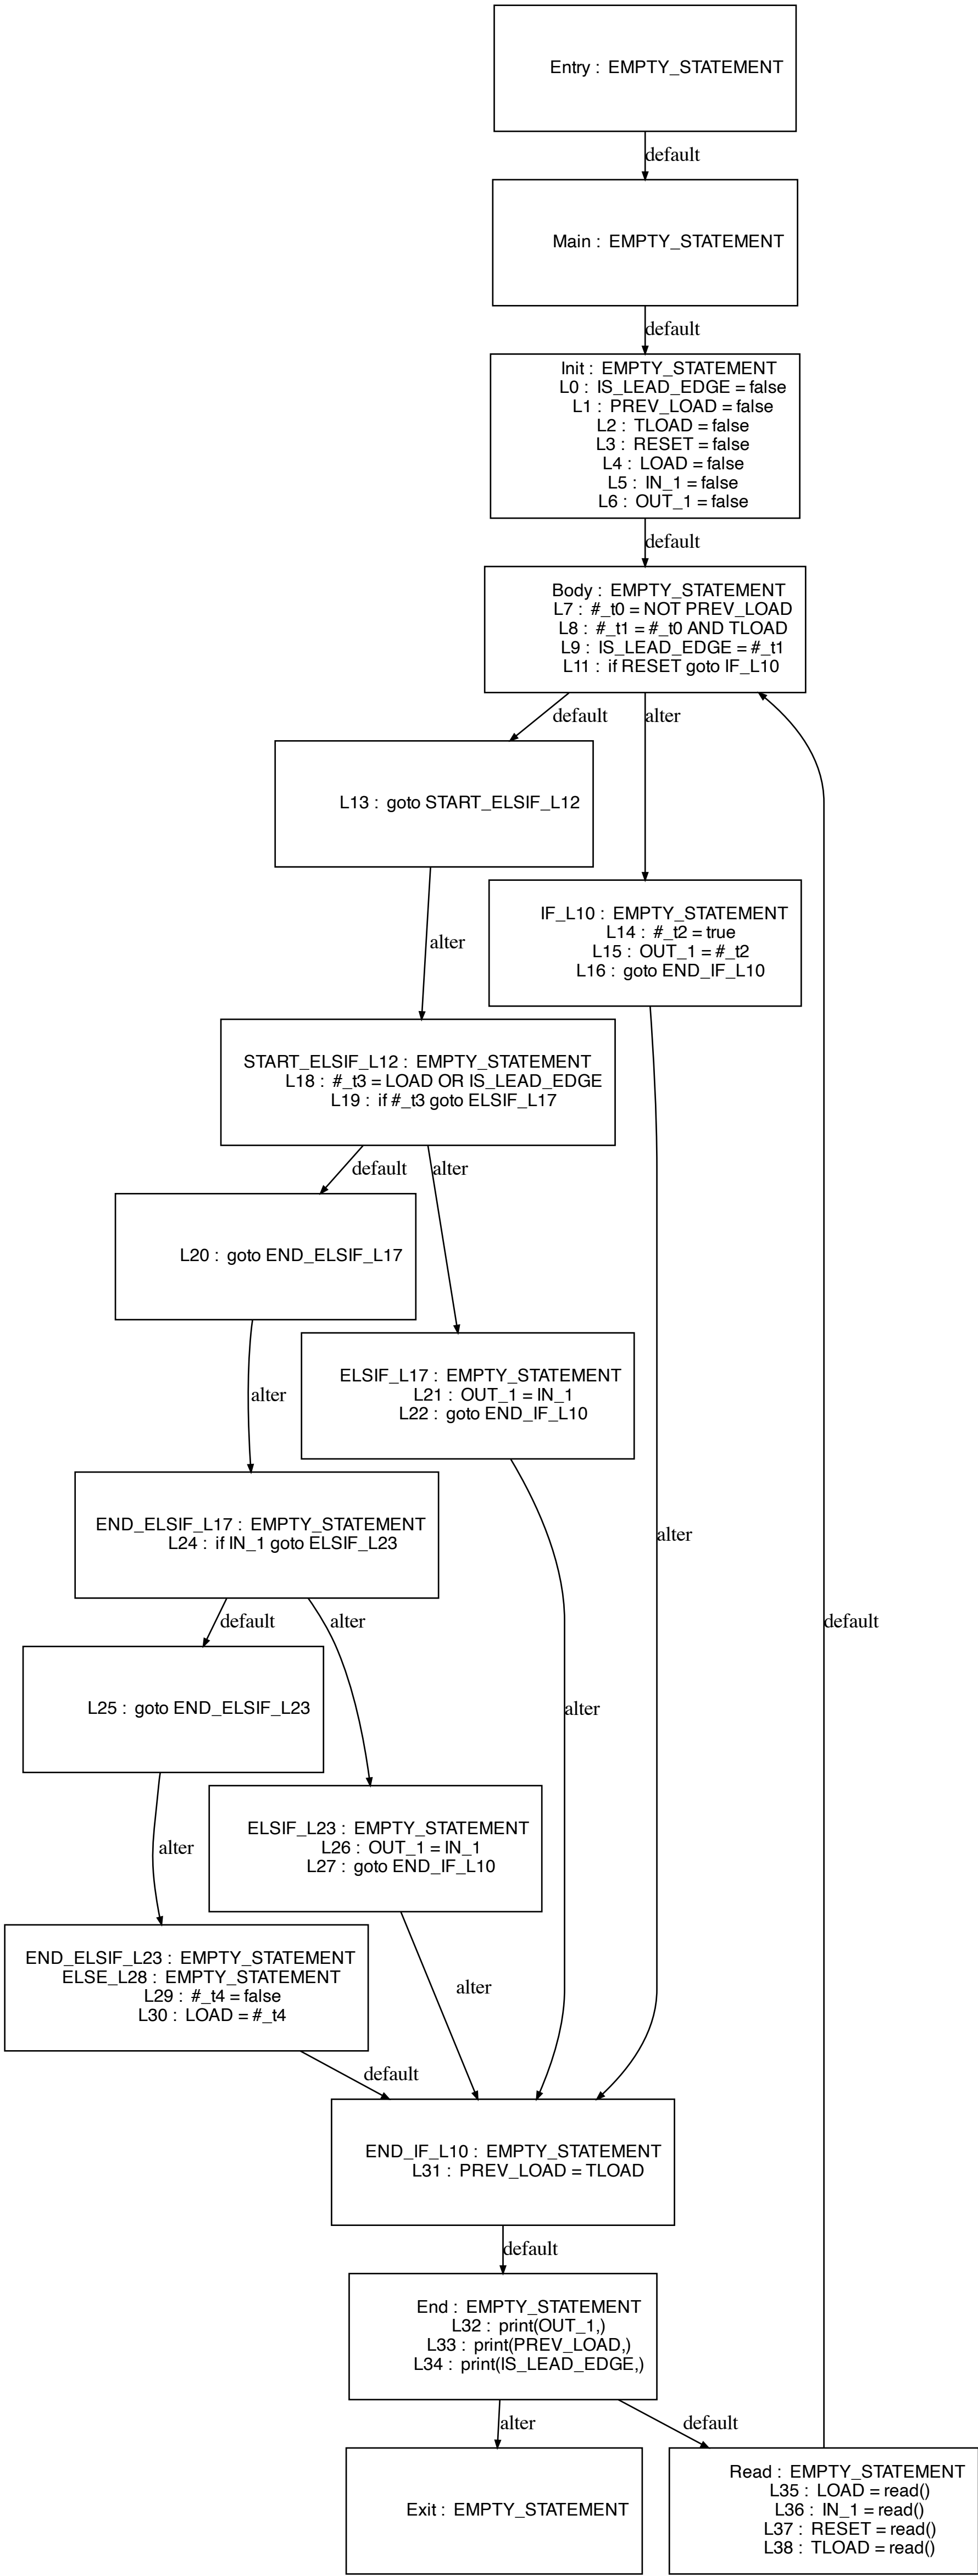 Entry : EMPTY_STATEMENT
default
Main : EMPTY_STATEMENT
default
Init : EMPTY_STATEMENT
L0 : IS_LEAD_EDGE = false
L1 : PREV_LOAD = false
L2 : TLOAD = false
L3 : RESET = false
L4 : LOAD = false
L5 : IN_1 = false
L6 : OUT_1 = false
default
Body : EMPTY_STATEMENT
L7 : #_t0 = NOT PREV_LOAD
L8 : #_t1 = #_t0 AND TLOAD
L9 : IS_LEAD_EDGE = #_t1
L11 : if RESET goto IF_L10
default
alter
L13 : goto START_ELSIF_L12
IF_L10 : EMPTY_STATEMENT
L14 : #_t2 = true
L15 : OUT_1 = #_t2
L16 : goto END_IF_L10
alter
START_ELSIF_L12 : EMPTY_STATEMENT
L18 : #_t3 = LOAD OR IS_LEAD_EDGE
L19 : if #_t3 goto ELSIF_L17
default
alter
L20 : goto END_ELSIF_L17
ELSIF_L17 : EMPTY_STATEMENT
L21 : OUT_1 = IN_1
L22 : goto END_IF_L10
alter
END_ELSIF_L17 : EMPTY_STATEMENT
L24 : if IN_1 goto ELSIF_L23
alter
default
alter
default
L25 : goto END_ELSIF_L23
alter
ELSIF_L23 : EMPTY_STATEMENT
L26 : OUT_1 = IN_1
L27 : goto END_IF_L10
alter
END_ELSIF_L23 : EMPTY_STATEMENT
ELSE_L28 : EMPTY_STATEMENT
L29 : #_t4 = false
L30 : LOAD = #_t4
alter
default
END_IF_L10 : EMPTY_STATEMENT
L31 : PREV_LOAD = TLOAD
default
End : EMPTY_STATEMENT
L32 : print(OUT_1,)
L33 : print(PREV_LOAD,)
L34 : print(IS_LEAD_EDGE,)
alter
default
Exit : EMPTY_STATEMENT
Read : EMPTY_STATEMENT
L35 : LOAD = read()
L36 : IN_1 = read()
L37 : RESET = read()
L38 : TLOAD = read()